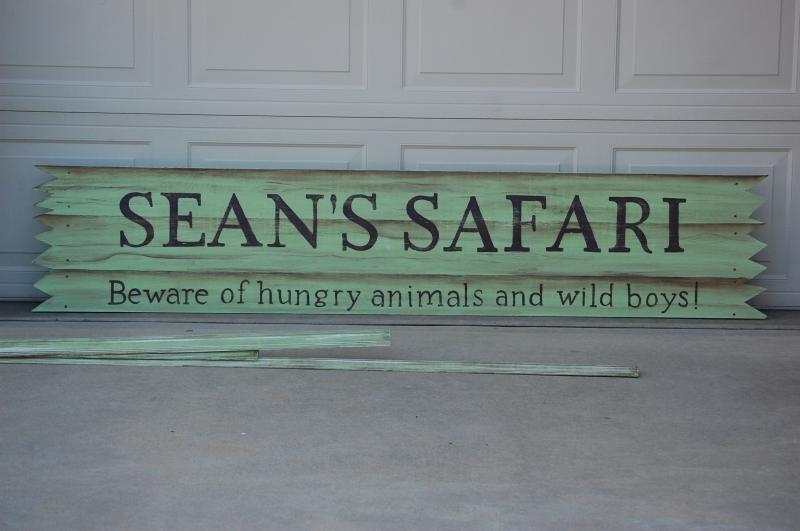 SEAN'S SAFARI
Beware of hungry animals and wild boys!